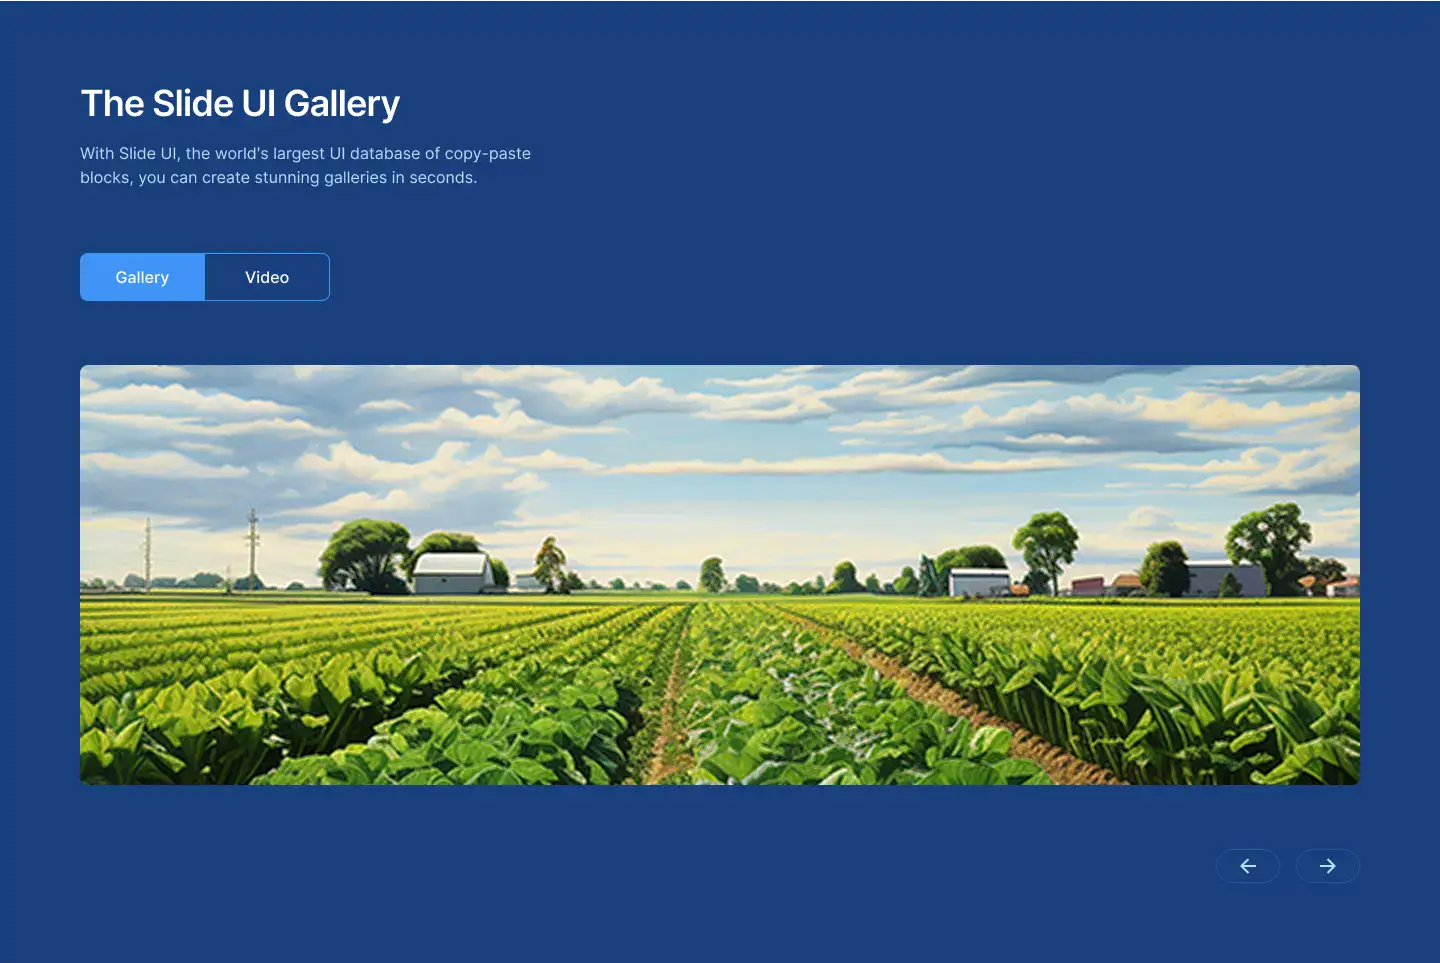 The Slide UI Gallery
With Slide UI, the world's largest UI database of copy-paste
blocks, you can create stunning galleries in seconds.
Gallery
Video